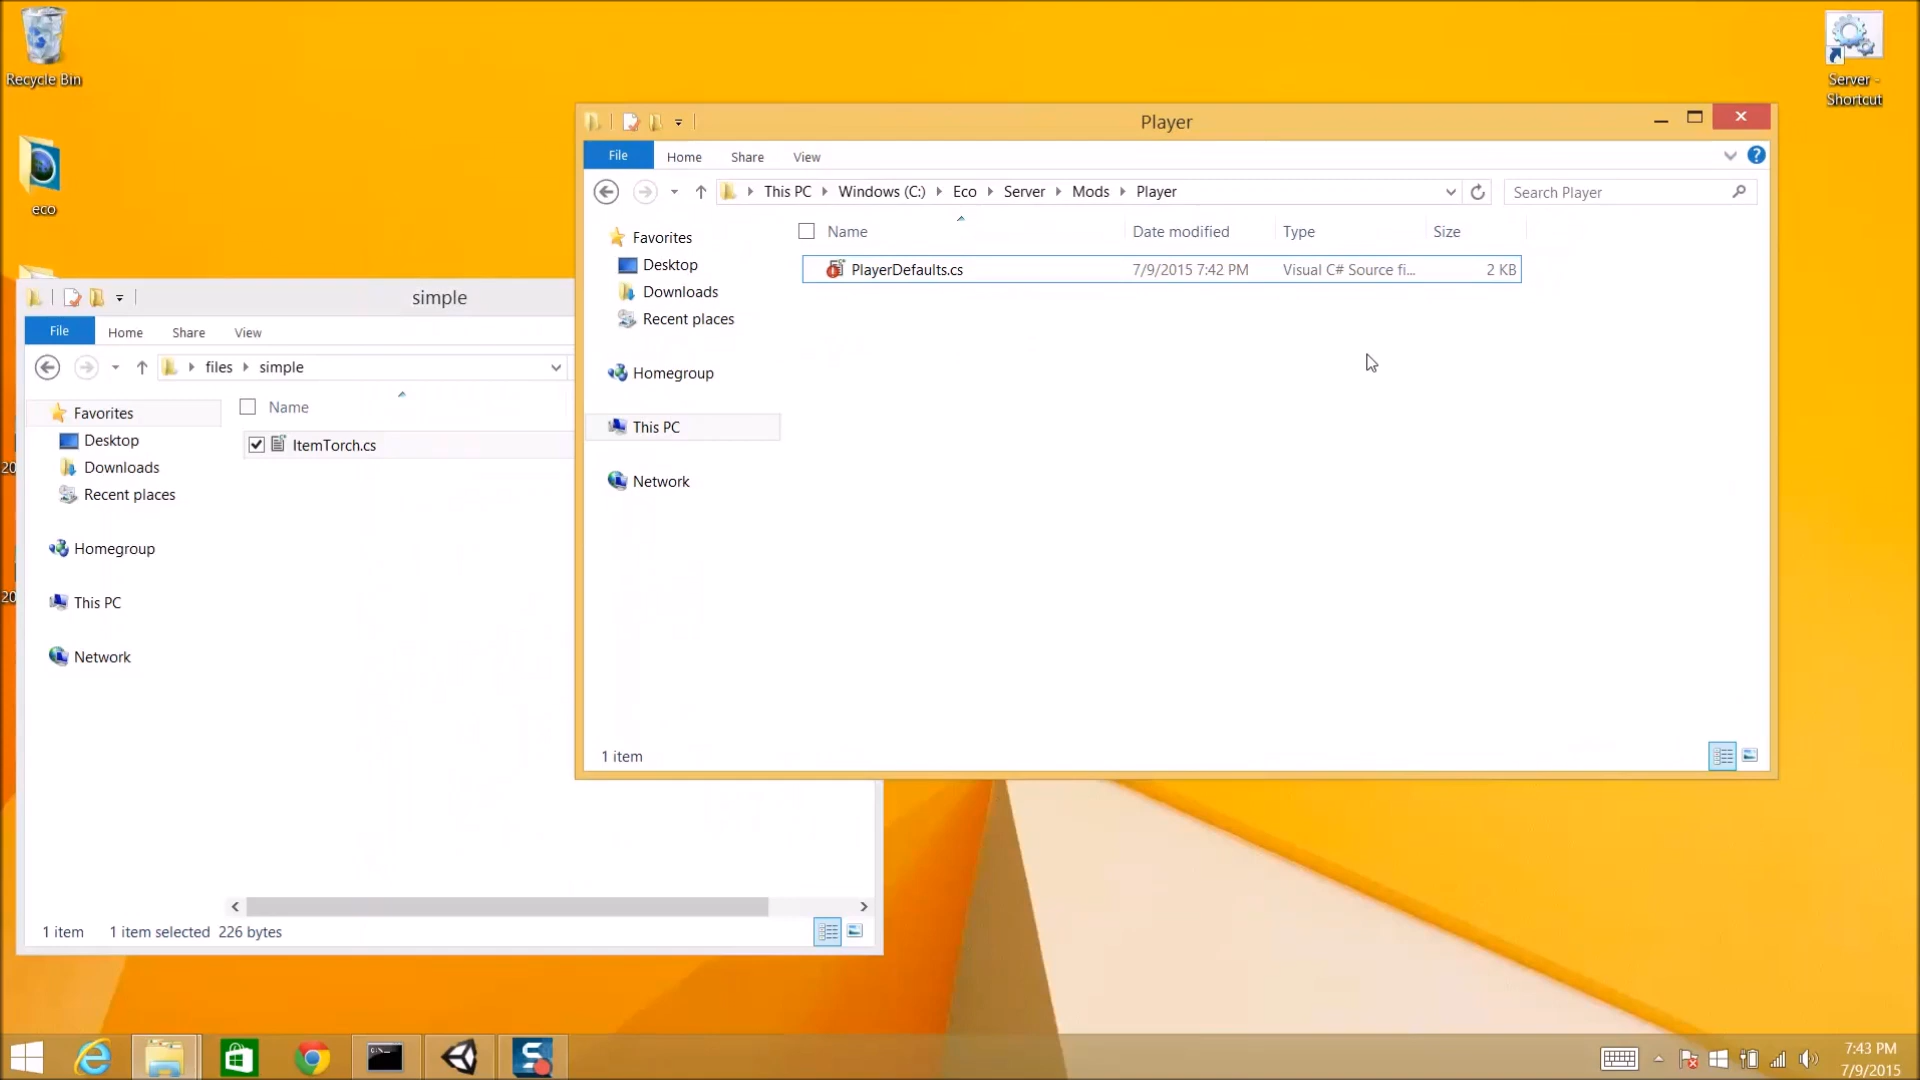 Recycle Bin
Server -
Shortcut
eco
20
20
Player
File Home Share View
This PC Windows (C:) Eco Server Mods Player
Search Player
Favorites
Desktop
Downloads
Recent places
Homegroup
This PC
Network
Name Date modified Type Size
PlayerDefaults.cs 7/9/2015 7:42 PM Visual C# Source fi... 2 KB
1 item
simple
File Home Share View
files simple
Favorites
Desktop
Downloads
Recent places
Homegroup
This PC
Network
Name
ItemTorch.cs
1 item 1 item selected 226 bytes
7:43 PM
7/9/2015